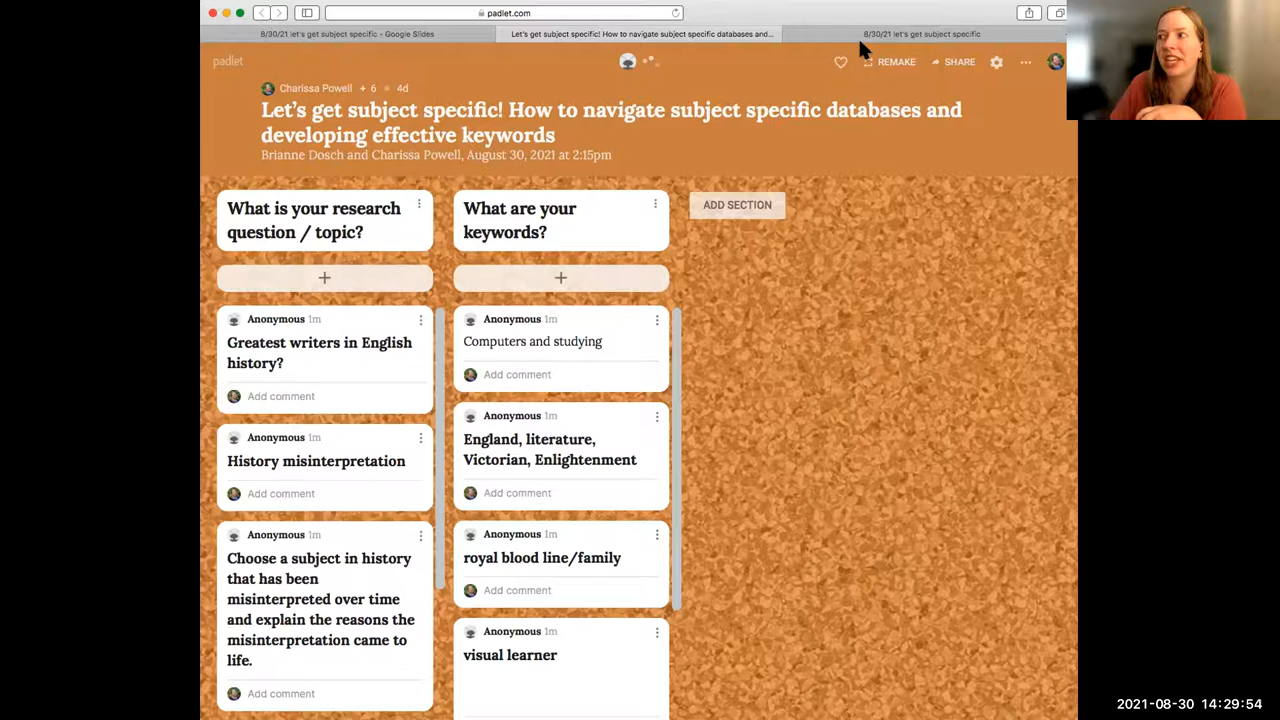 padlet.com
8/30/21 let's get subject specific - Google Slides
Let's get subject specific! How to navigate subject specific databases and...
8/30/21 let's get subject specific
padlet
REMAKE
SHARE
Charissa Powell + 6 4d
Let's get subject specific! How to navigate subject specific databases and
developing effective keywords
Brianne Dosch and Charissa Powell, August 30, 2021 at 2:15pm
What is your research
question / topic?
Anonymous 1m
Greatest writers in English
history?
Add comment
Anonymous 1m
History misinterpretation
Add comment
Anonymous 1m
Choose a subject in history
that has been
misinterpreted over time
and explain the reasons the
misinterpretation came to
life.
Add comment
What are your
keywords?
Anonymous 1m
Computers and studying
Add comment
Anonymous 1m
England, literature,
Victorian, Enlightenment
Add comment
Anonymous 1m
royal blood line/family
Add comment
Anonymous 1m
visual learner
ADD SECTION
2021-08-30 14:29:54